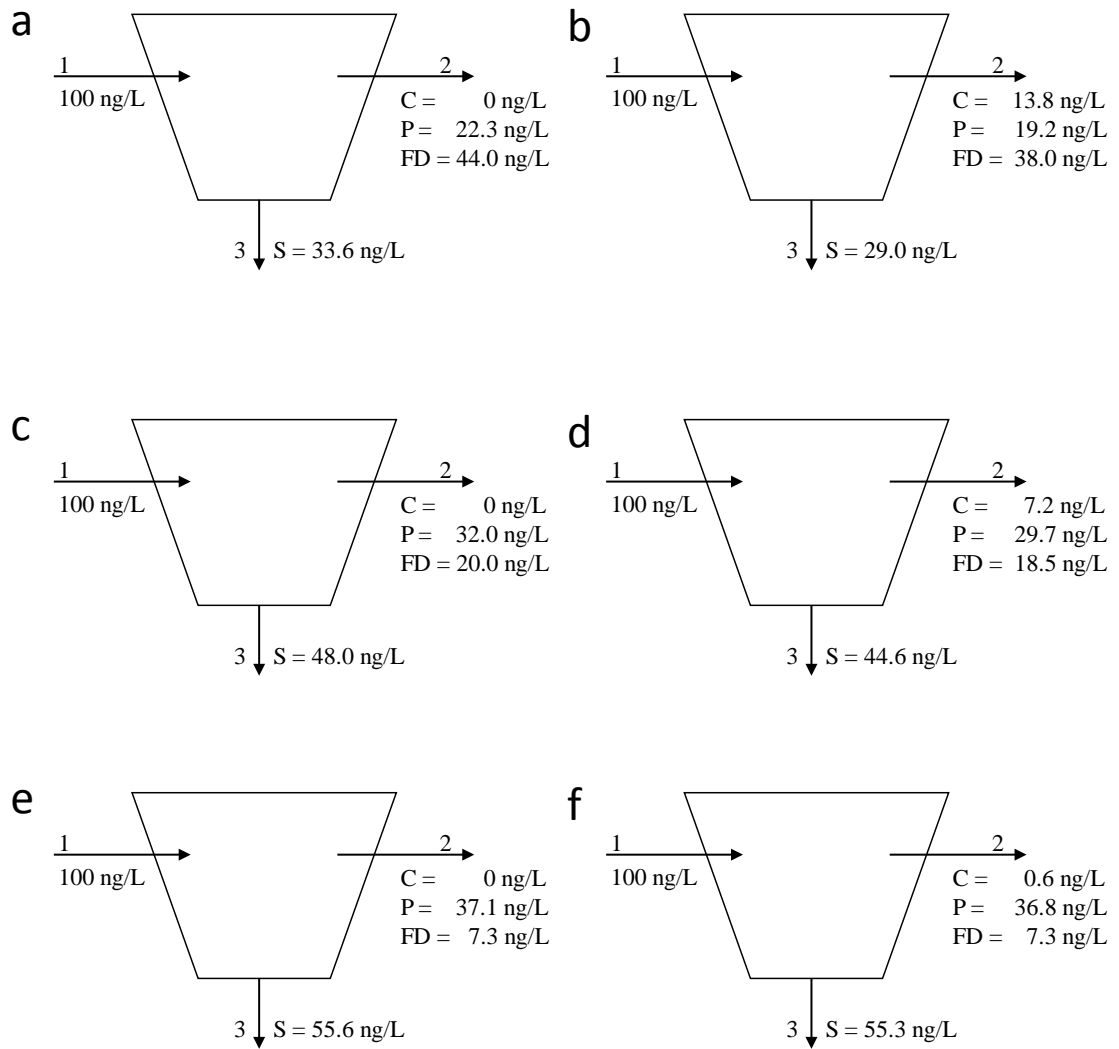 a
1
2
100 ng/L
C = 0 ng/L
P = 22.3 ng/L
FD = 44.0 ng/L
3 S = 33.6 ng/L
b
1
2
100 ng/L
C = 13.8 ng/L
P = 19.2 ng/L
FD = 38.0 ng/L
3 S = 29.0 ng/L
c
1
2
100 ng/L
C = 0 ng/L
P = 32.0 ng/L
FD = 20.0 ng/L
3 S = 48.0 ng/L
d
1
2
100 ng/L
C = 7.2 ng/L
P = 29.7 ng/L
FD = 18.5 ng/L
3 S = 44.6 ng/L
e
1
2
100 ng/L
C = 0 ng/L
P = 37.1 ng/L
FD = 7.3 ng/L
3 S = 55.6 ng/L
f
1
2
100 ng/L
C = 0.6 ng/L
P = 36.8 ng/L
FD = 7.3 ng/L
3 S = 55.3 ng/L